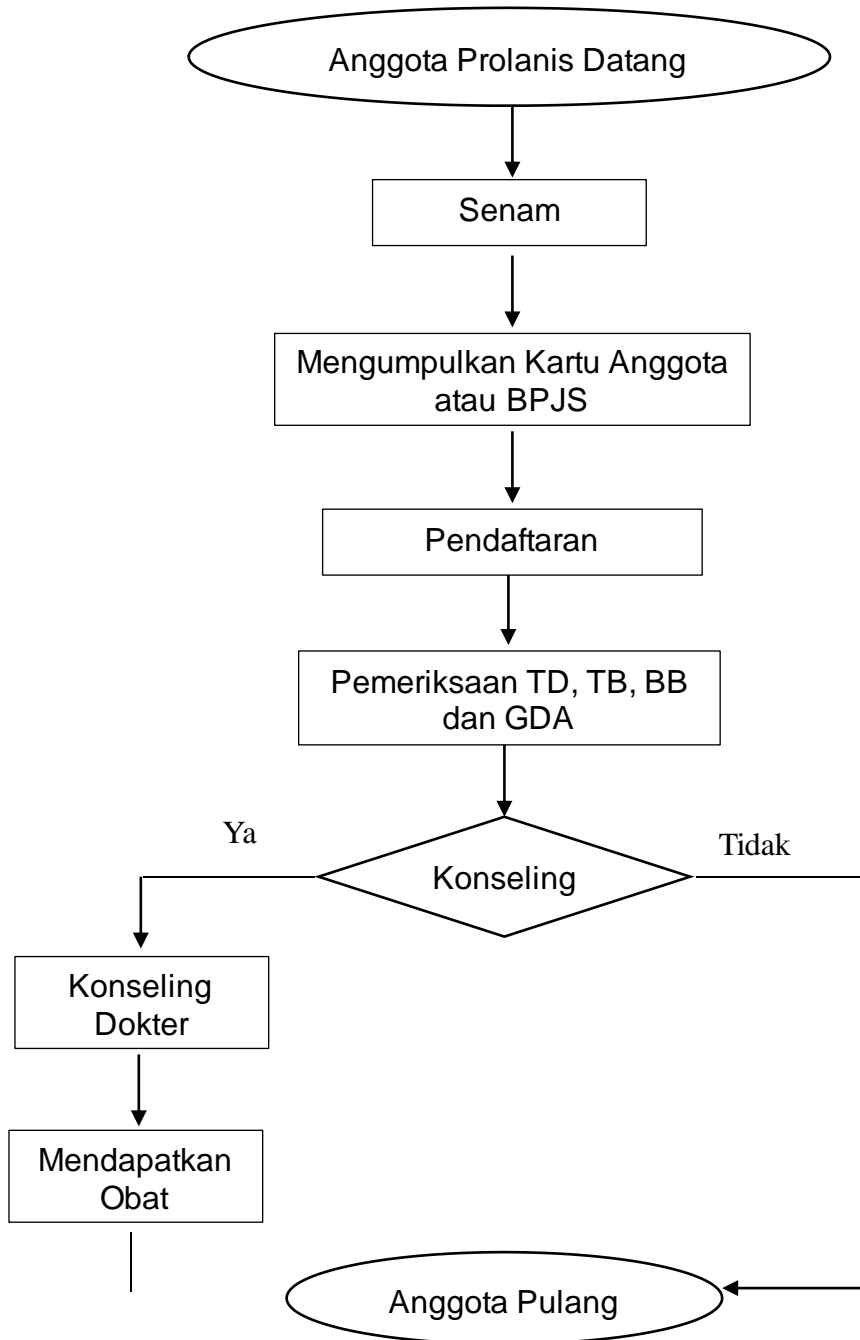 Anggota Prolanis Datang
Senam
Mengumpulkan Kartu Anggota
atau BPJS
Pendaftaran
Pemeriksaan TD, TB, BB
dan GDA
Ya
Tidak
Konseling
Konseling
Dokter
Mendapatkan
Obat
Anggota Pulang